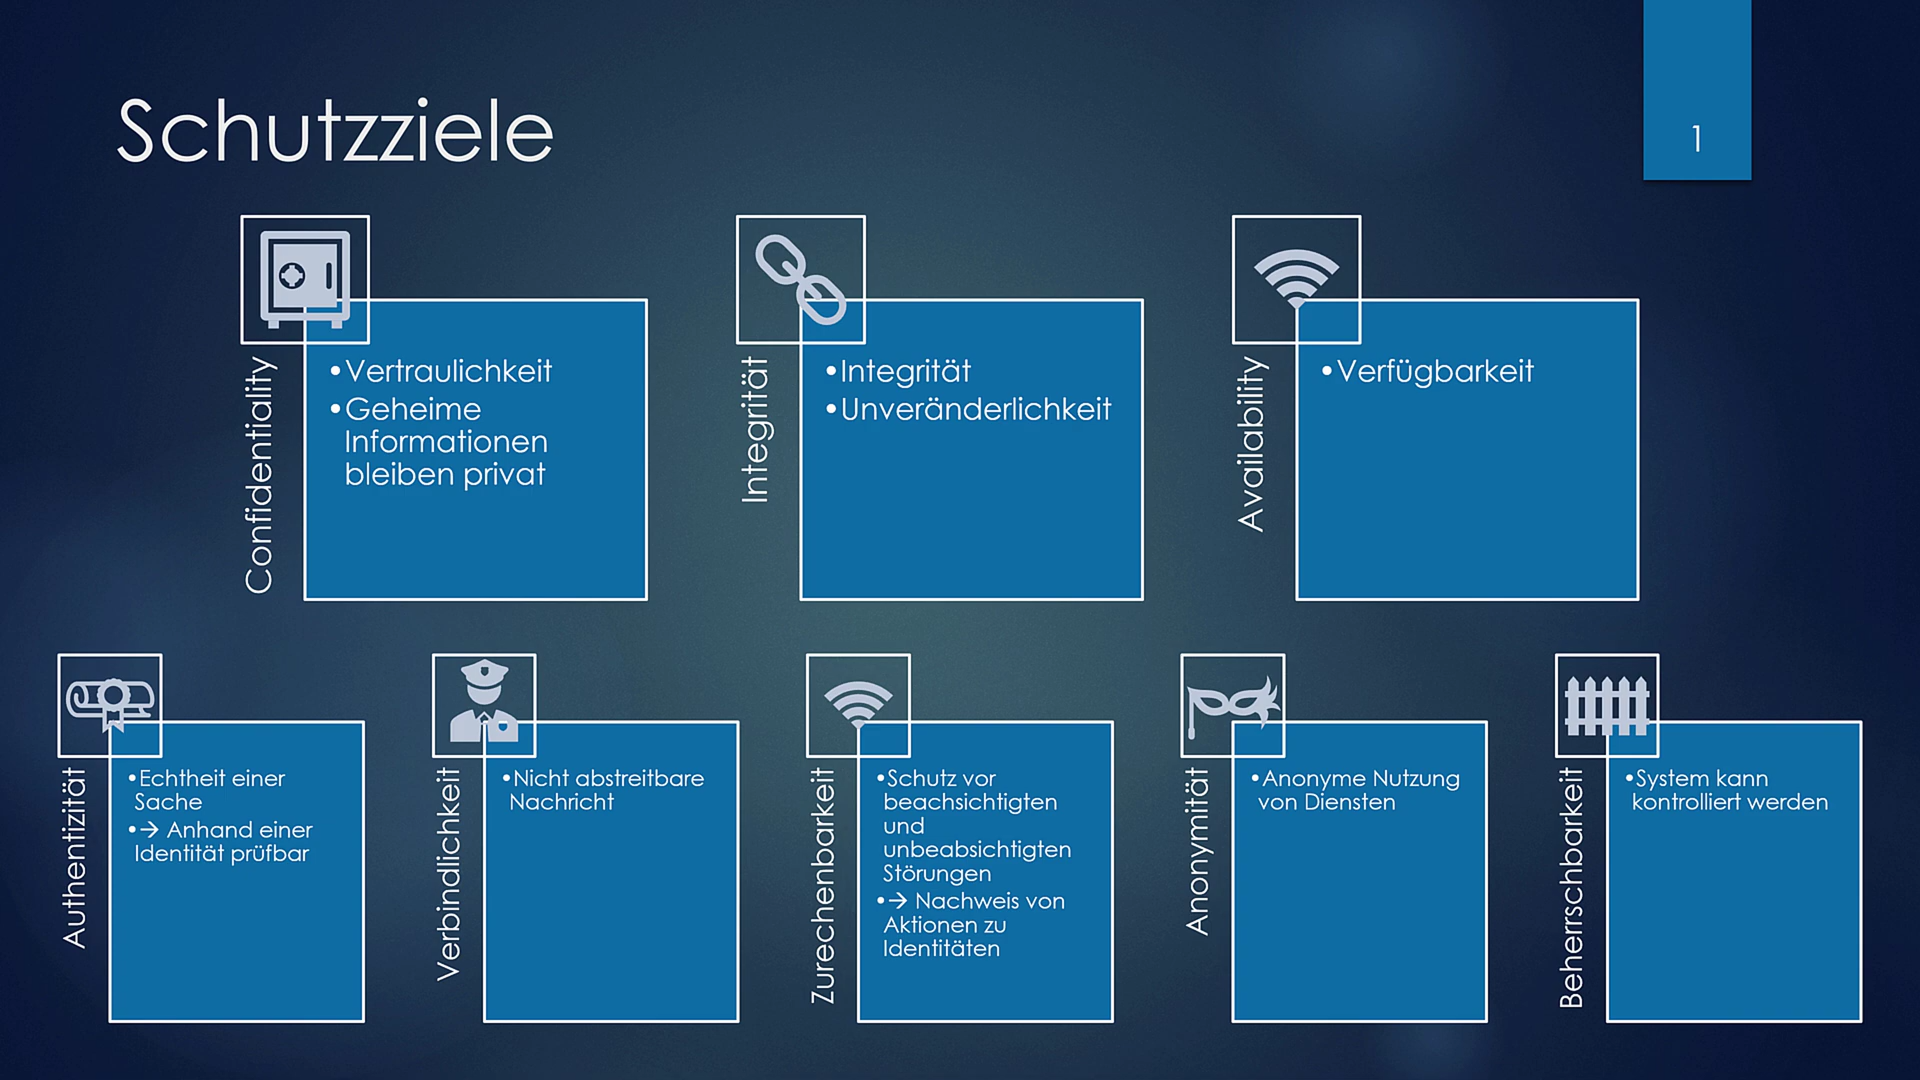 Schutzziele
1
Confidentiality
•Vertraulichkeit
•Geheime
Informationen
bleiben privat
Integrität
•Integrität
•Unveränderlichkeit
Availability
•Verfügbarkeit
Authentizität
•Echtheit einer
Sache
•→ Anhand einer
Identität prüfbar
Verbindlichkeit
•Nicht abstreitbare
Nachricht
Zurechenbarkeit
•Schutz vor
beachsichtigten
und
unbeabsichtigten
Störungen
•→ Nachweis von
Aktionen zu
Identitäten
Anonymität
•Anonyme Nutzung
von Diensten
Beherrschbarkeit
•System kann
kontrolliert werden